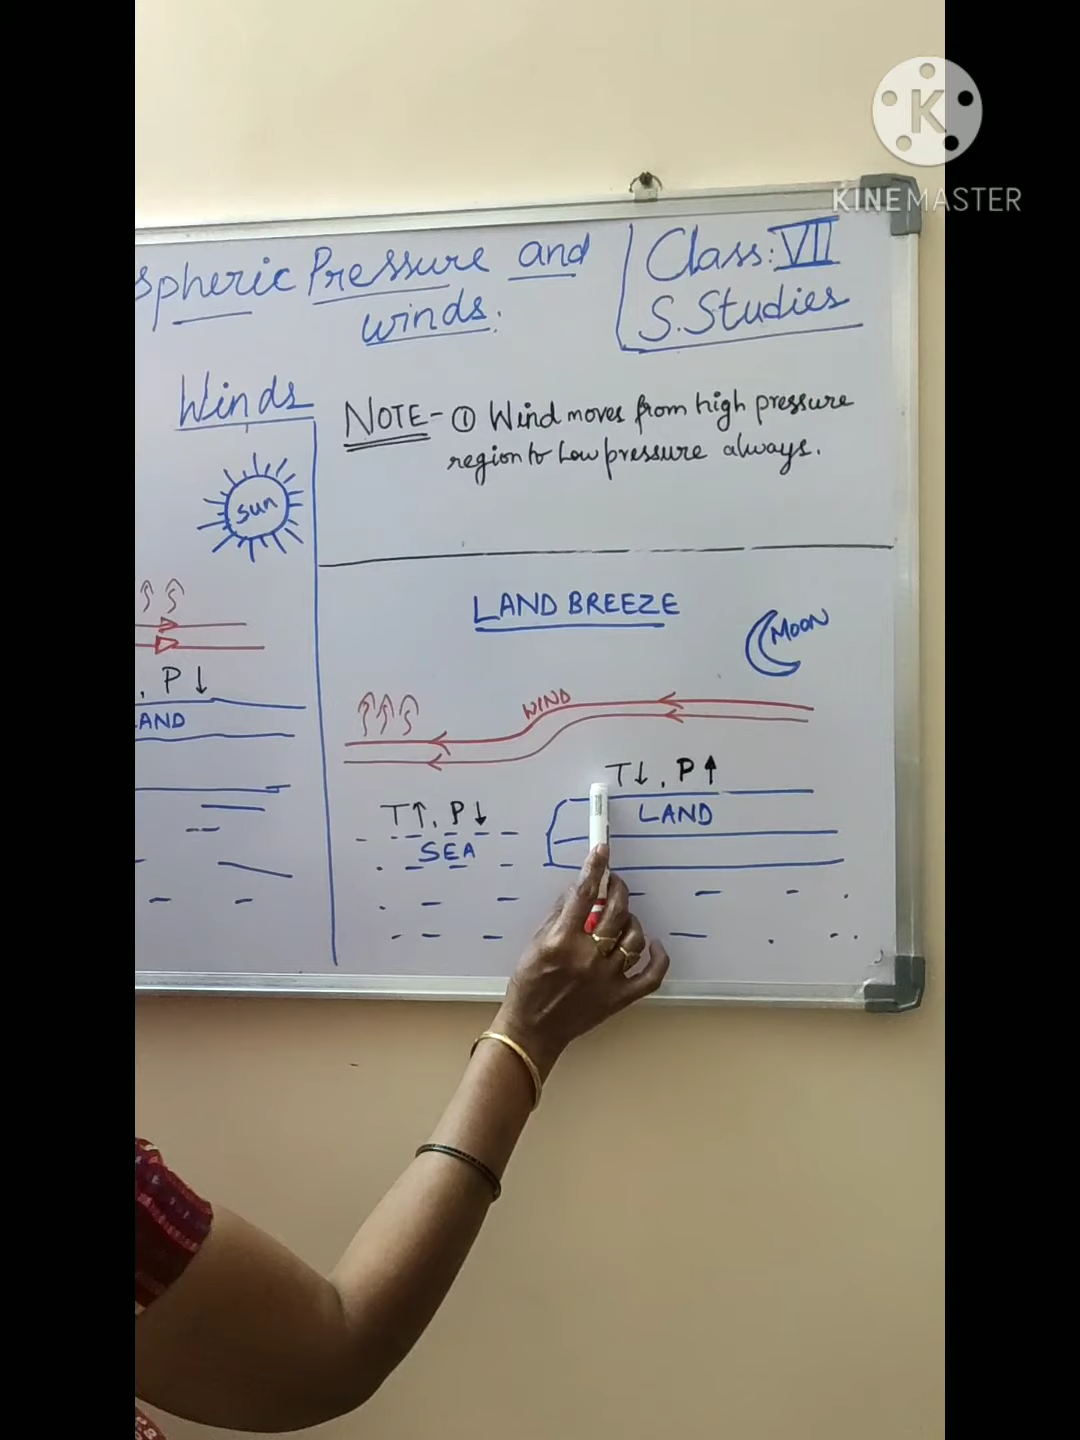 K
KINEMASTER
spheric Pressure and
winds.
Class: VII
S. Studies
Winds
NOTE - ① Wind moves from high pressure
region to Low pressure always.
sun
LAND BREEZE
MOON
WIND
, P ↓
AND
T ↓ , P ↑
LAND
T ↑, P ↓
SEA